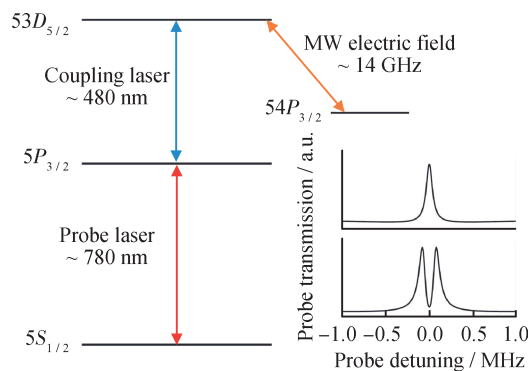 53D5/2
MW electric field
~ 14 GHz
Coupling laser
~ 480 nm
54P3/2
5P3/2
Probe laser
~ 780 nm
5S1/2
Probe transmission / a.u.
−1.0 −0.5 0.0 0.5 1.0
Probe detuning / MHz